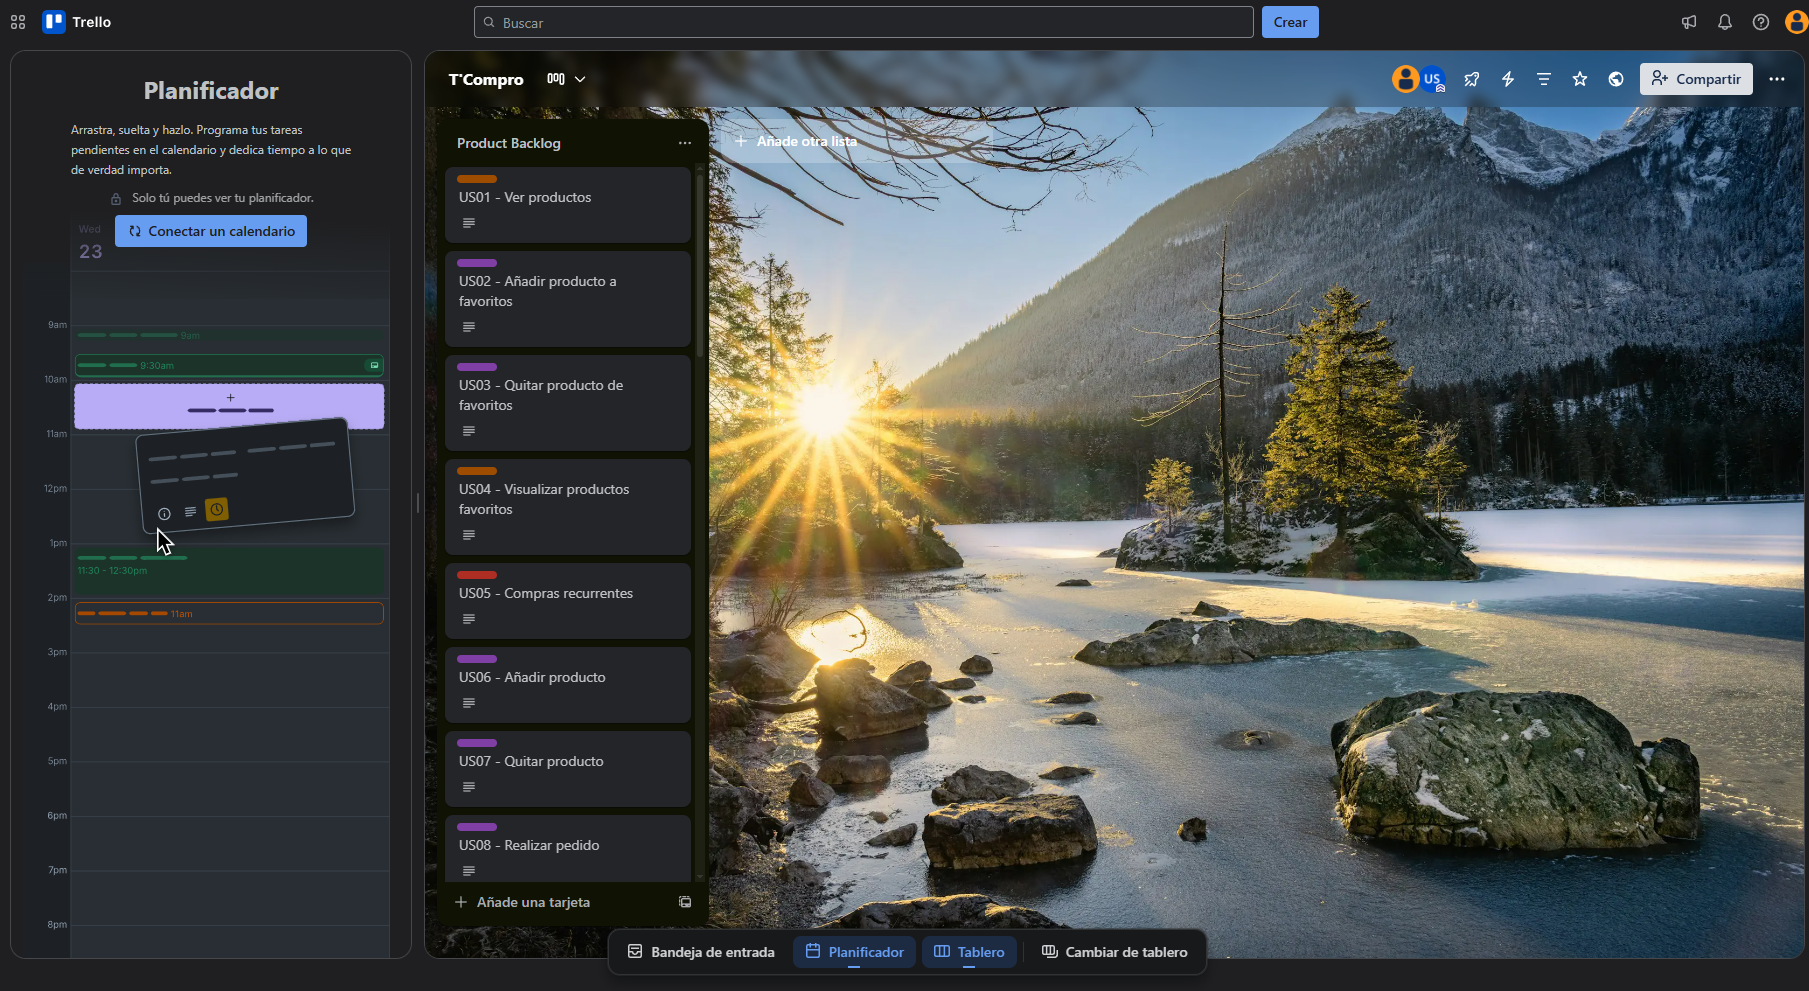 Trello
Buscar
Crear
Planificador
Arrastra, suelta y hazlo. Programa tus tareas
pendientes en el calendario y dedica tiempo a lo que
de verdad importa.
Solo tú puedes ver tu planificador.
Conectar un calendario
Wed
23
9am
9am
9:30am
10am
11am
12pm
1pm
11:30 - 12:30pm
2pm
11am
3pm
4pm
5pm
6pm
7pm
8pm
T'Compro
US
Compartir
Product Backlog
Añade otra lista
US01 - Ver productos
US02 - Añadir producto a
favoritos
US03 - Quitar producto de
favoritos
US04 - Visualizar productos
favoritos
US05 - Compras recurrentes
US06 - Añadir producto
US07 - Quitar producto
US08 - Realizar pedido
Añade una tarjeta
Bandeja de entrada
Planificador
Tablero
Cambiar de tablero